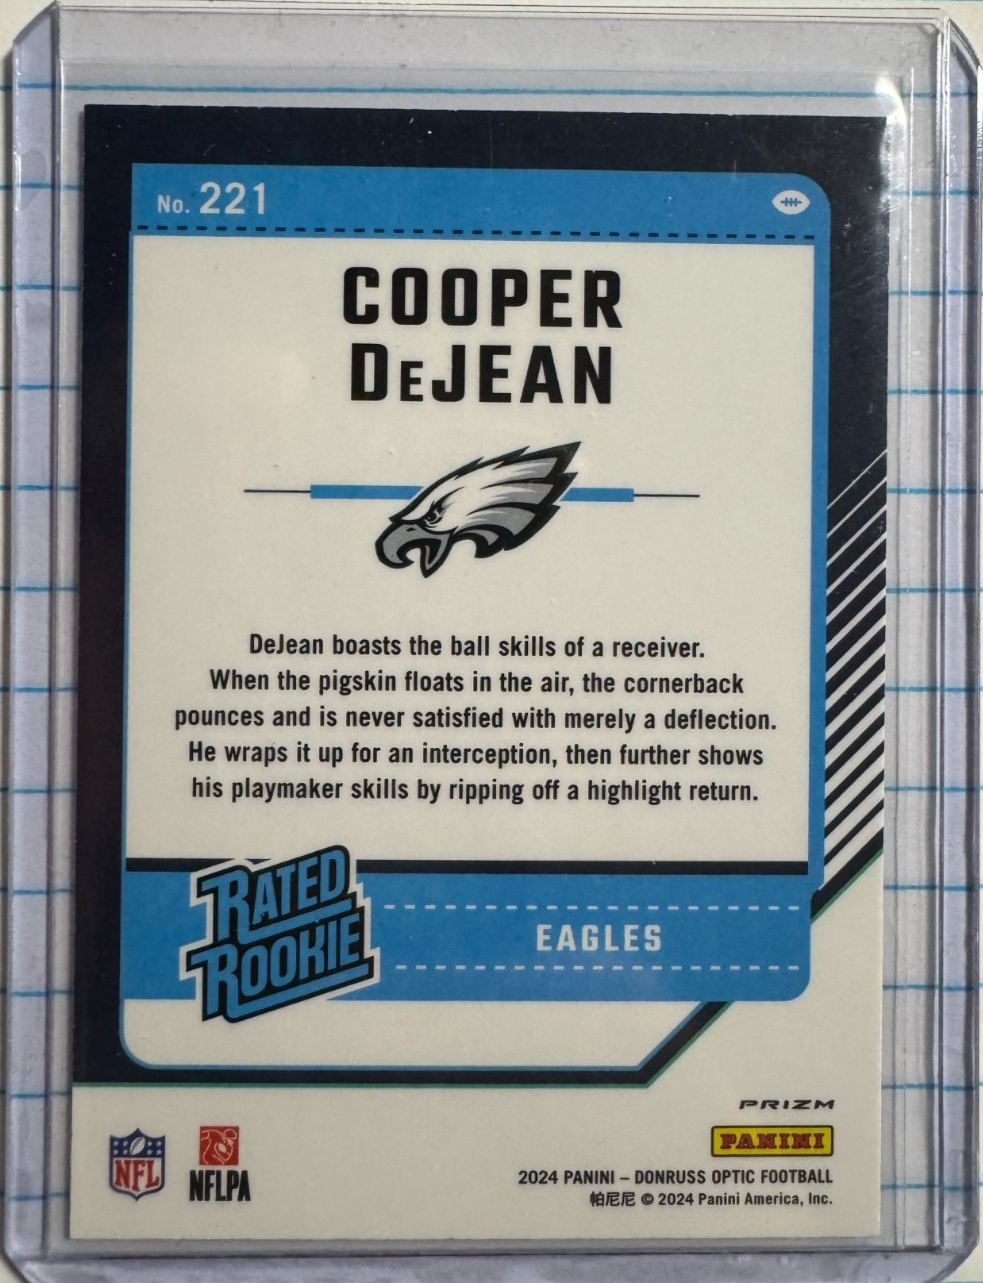 No. 221
COOPER
DeJEAN
DeJean boasts the ball skills of a receiver.
When the pigskin floats in the air, the cornerback
pounces and is never satisfied with merely a deflection.
He wraps it up for an interception, then further shows
his playmaker skills by ripping off a highlight return.
RATED
ROOKIE
EAGLES
PRIZM
PANINI
NFL
NFLPA
2024 PANINI – DONRUSS OPTIC FOOTBALL
帕尼尼 © 2024 Panini America, Inc.